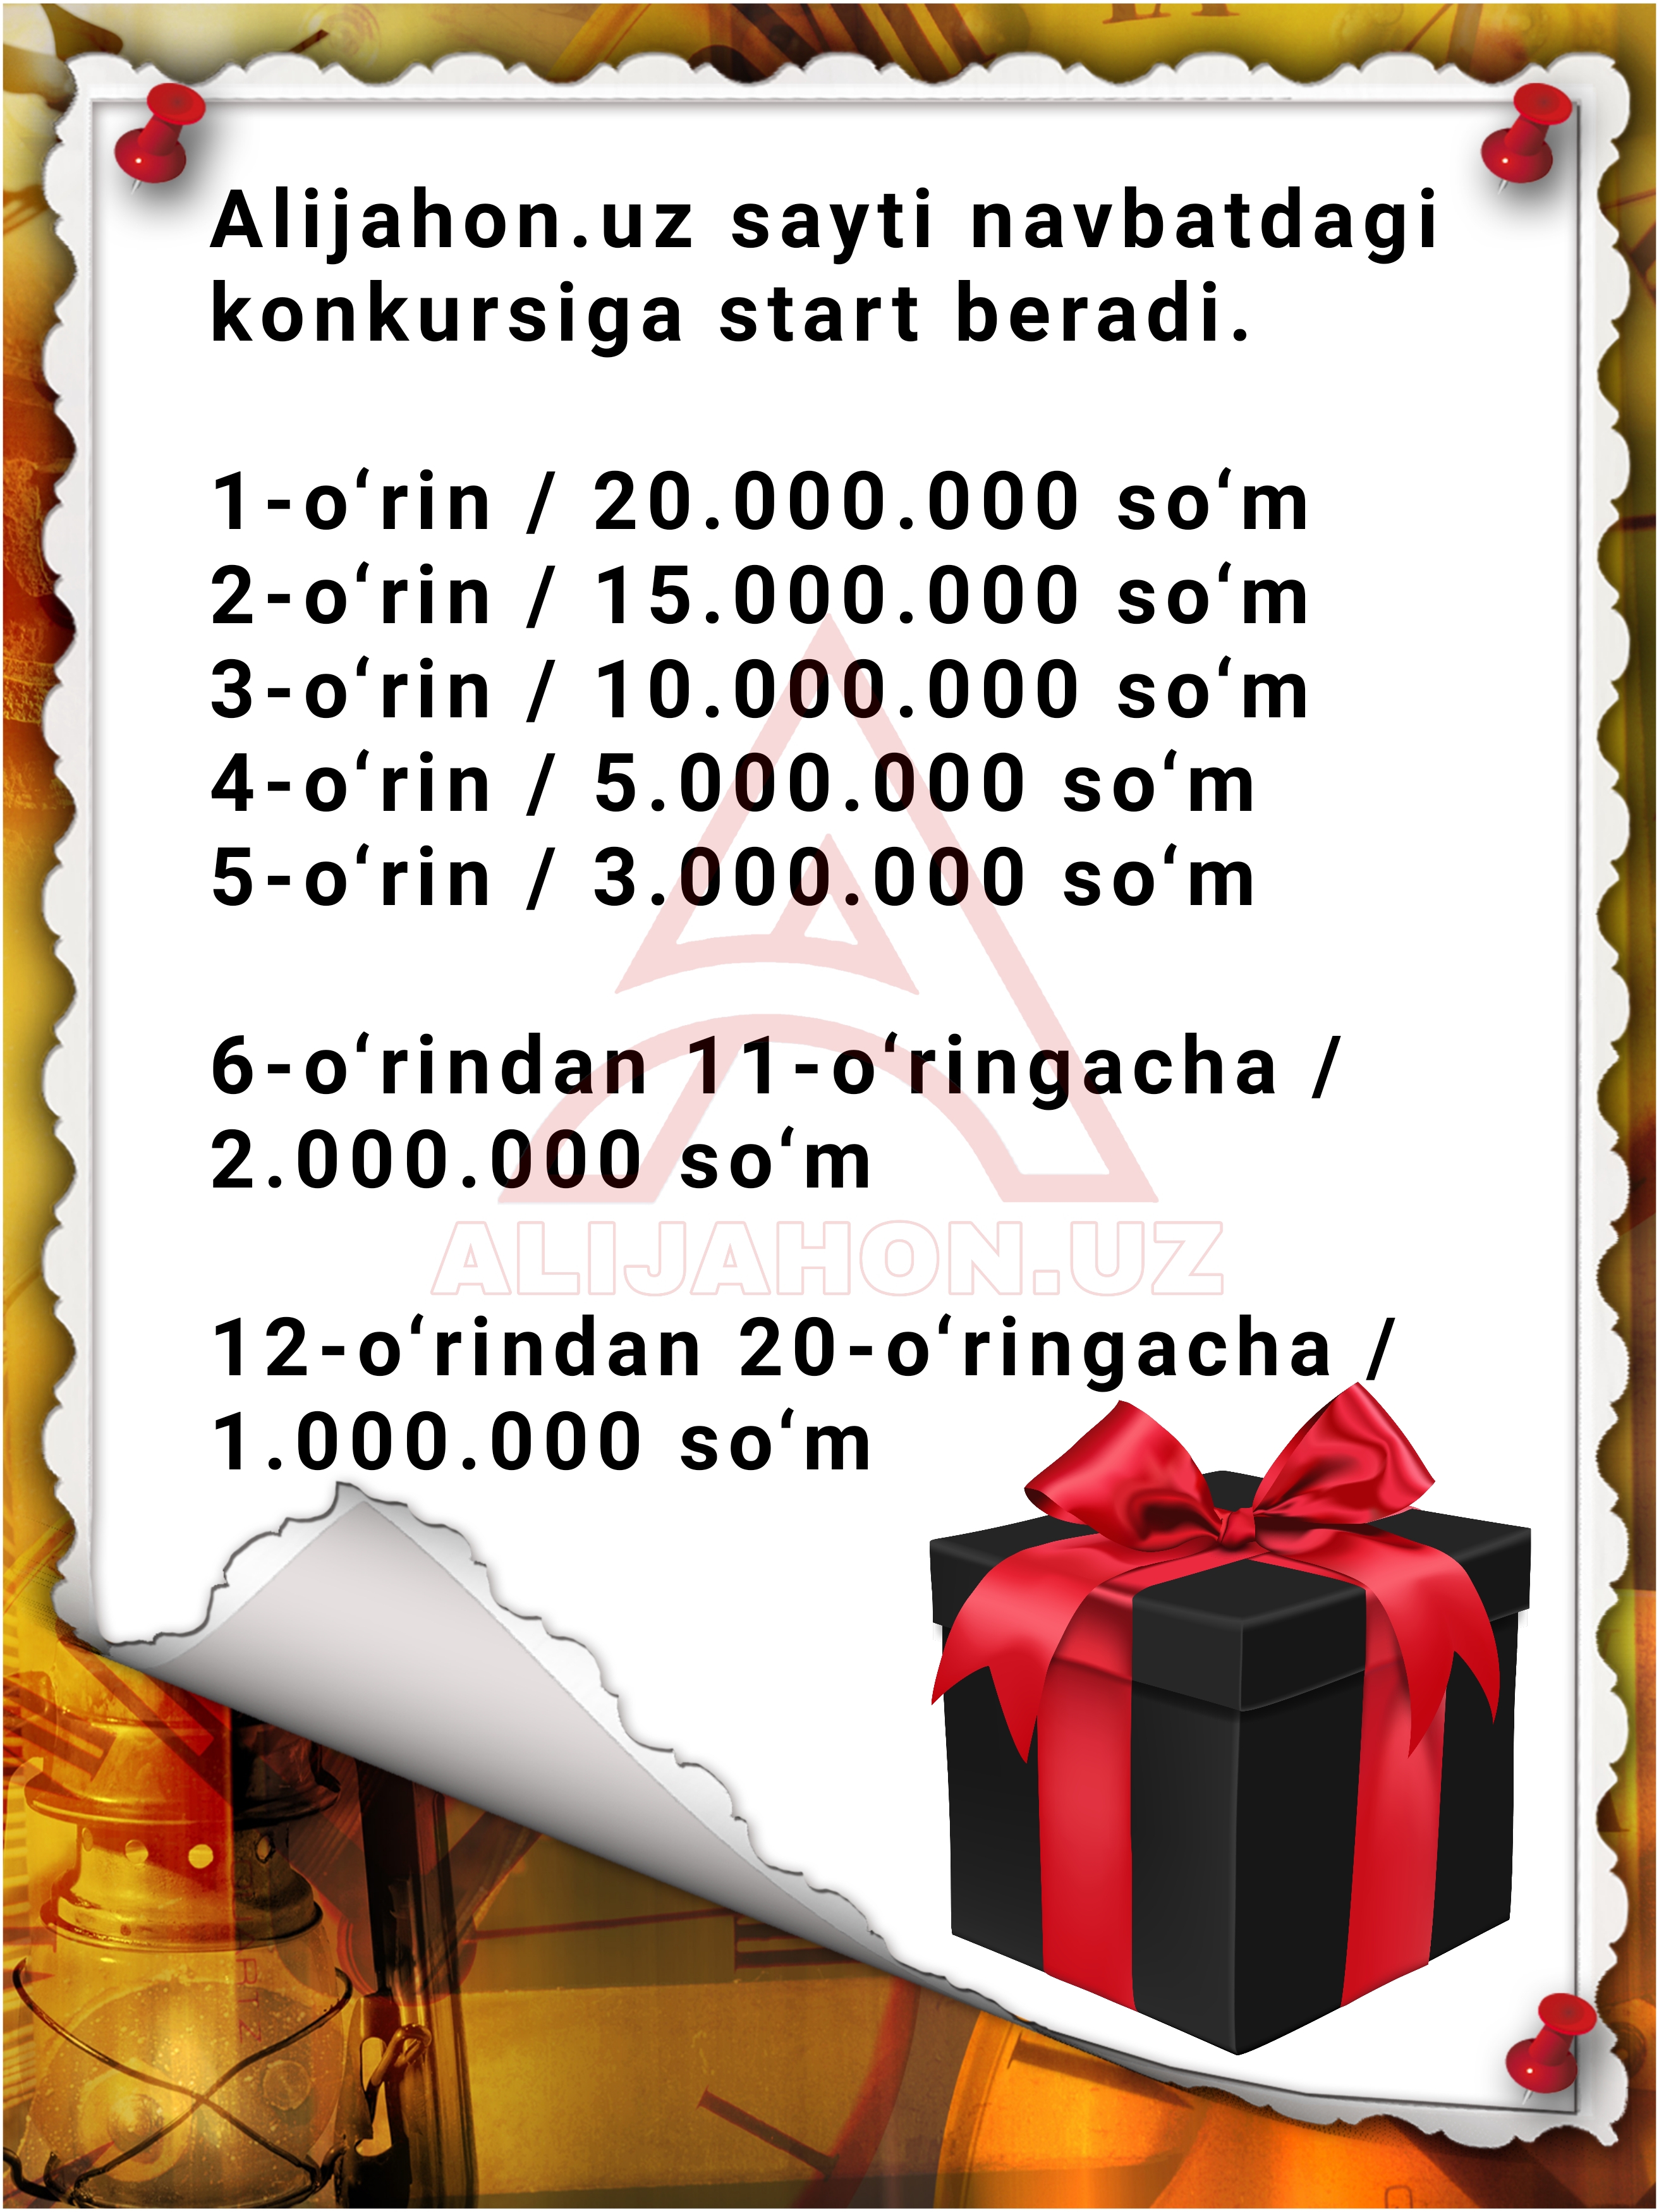 Alijahon.uz sayti navbatdagi
konkursiga start beradi.
1-o‘rin / 20.000.000 so‘m
2-o‘rin / 15.000.000 so‘m
3-o‘rin / 10.000.000 so‘m
4-o‘rin / 5.000.000 so‘m
5-o‘rin / 3.000.000 so‘m
6-o‘rindan 11-o‘ringacha /
2.000.000 so‘m
ALIJAHON.UZ
12-o‘rindan 20-o‘ringacha /
1.000.000 so‘m